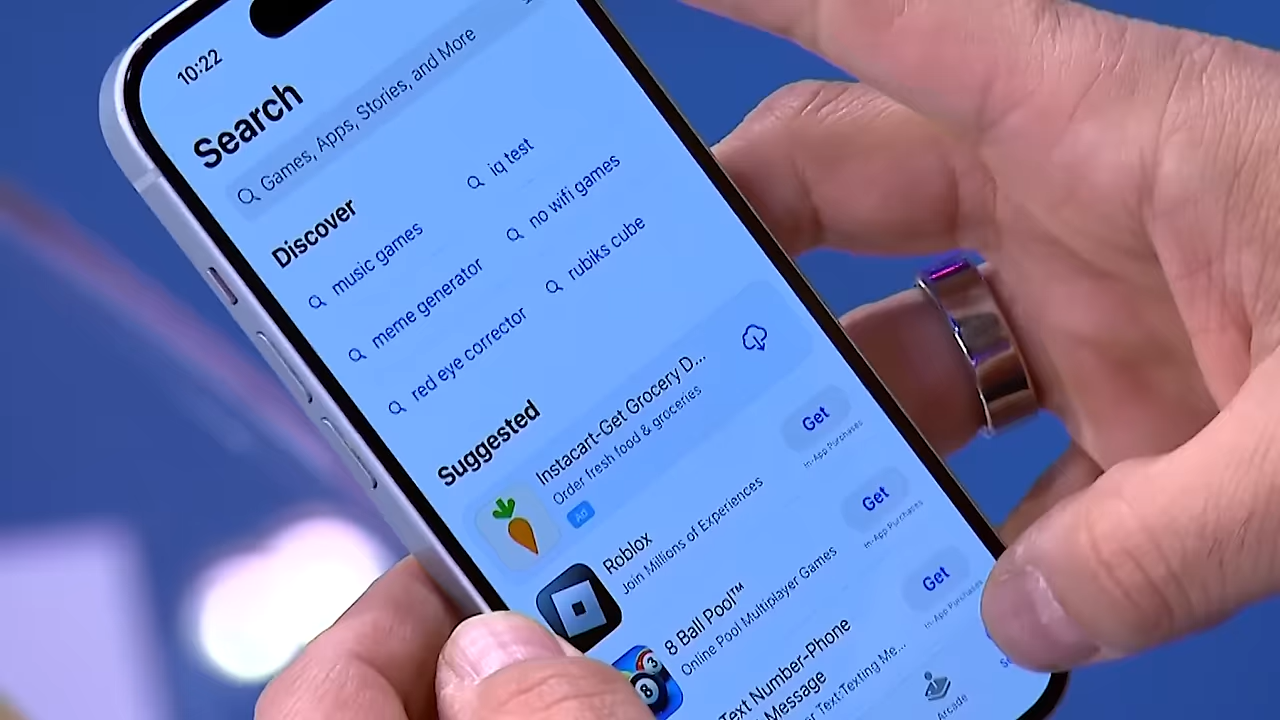 10:22
Search
Games, Apps, Stories, and More
Discover
music games
iq test
meme generator
no wifi games
red eye corrector
rubiks cube
Suggested
Instacart-Get Grocery D...
Order fresh food & groceries
Ad
Roblox
Join Millions of Experiences
Get
In-App Purchases
8 Ball Pool™
Online Pool Multiplayer Games
Get
In-App Purchases
Text Number-Phone
Message
Text-Texting Me...
Get
In-App Purchases
Arcade